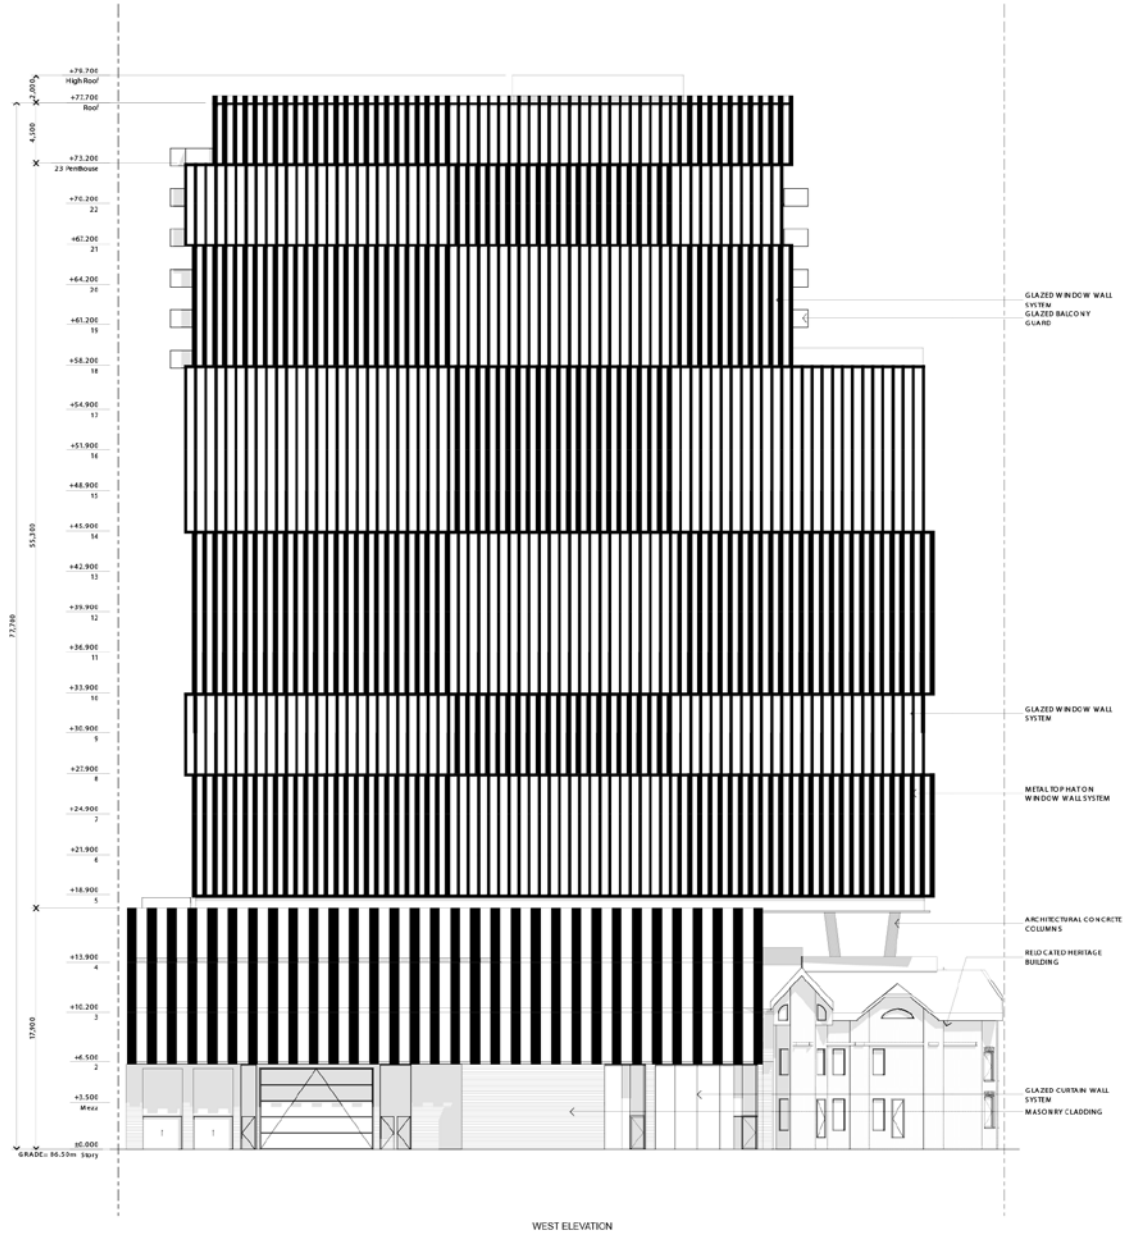 +79.700
High Roof
2,000
+77.700
Roof
4,500
+73.200
23 Penthouse
+70.200
22
+67.200
21
+64.200
20
+61.200
19
+58.200
18
+54.900
17
+51.900
16
+48.900
15
+45.900
14
55,300
+42.900
13
+39.900
12
77,700
+36.900
11
+33.900
10
+30.900
9
+27.900
8
+24.900
7
+21.900
6
+18.900
5
+13.900
4
+10.200
3
17,900
+6.500
2
+3.500
Mezz
±0.000
GRADE= 86.50m Story
GLAZED WINDOW WALL
SYSTEM
GLAZED BALCONY
GUARD
GLAZED WINDOW WALL
SYSTEM
METAL TOP HAT ON
WINDOW WALL SYSTEM
ARCHITECTURAL CONCRETE
COLUMNS
RELOCATED HERITAGE
BUILDING
GLAZED CURTAIN WALL
SYSTEM
MASONRY CLADDING
WEST ELEVATION